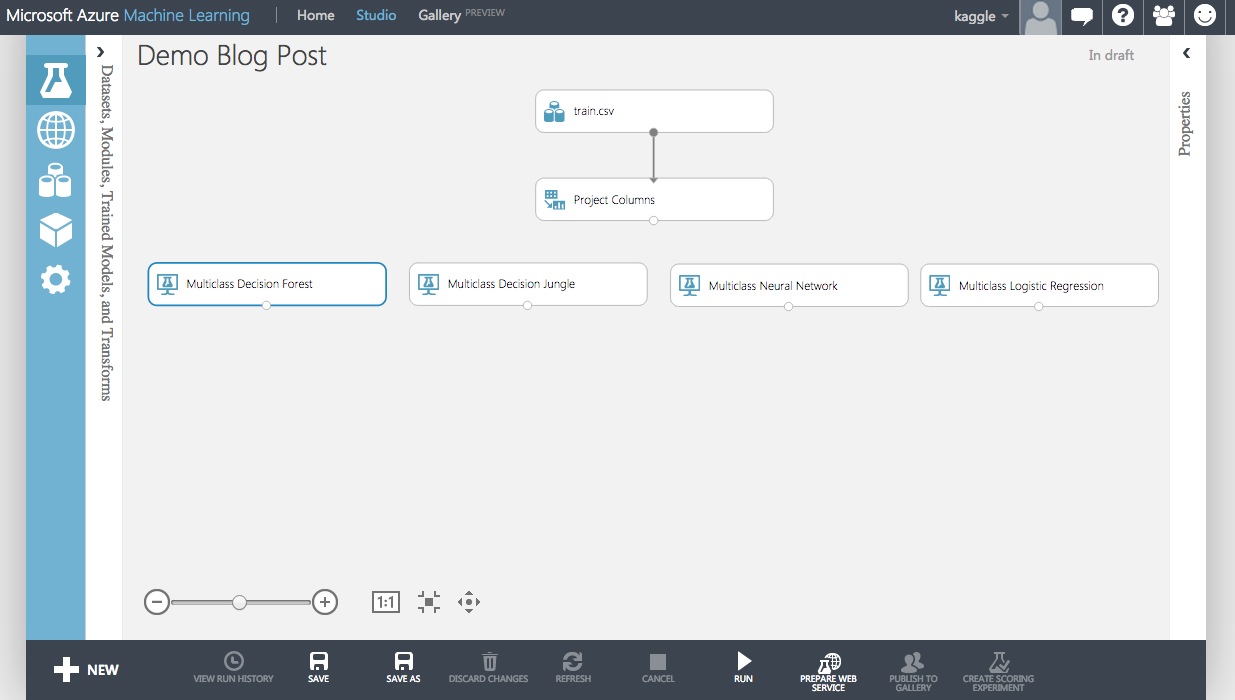 Microsoft Azure Machine Learning | Home Studio Gallery PREVIEW kaggle
Demo Blog Post
In draft
Datasets, Modules, Trained Models, and Transforms
Properties
train.csv
Project Columns
Multiclass Decision Forest
Multiclass Decision Jungle
Multiclass Neural Network
Multiclass Logistic Regression
1:1
NEW
VIEW RUN HISTORY
SAVE
SAVE AS
DISCARD CHANGES
REFRESH
CANCEL
RUN
PREPARE WEB
SERVICE
PUBLISH TO
GALLERY
CREATE SCORING
EXPERIMENT